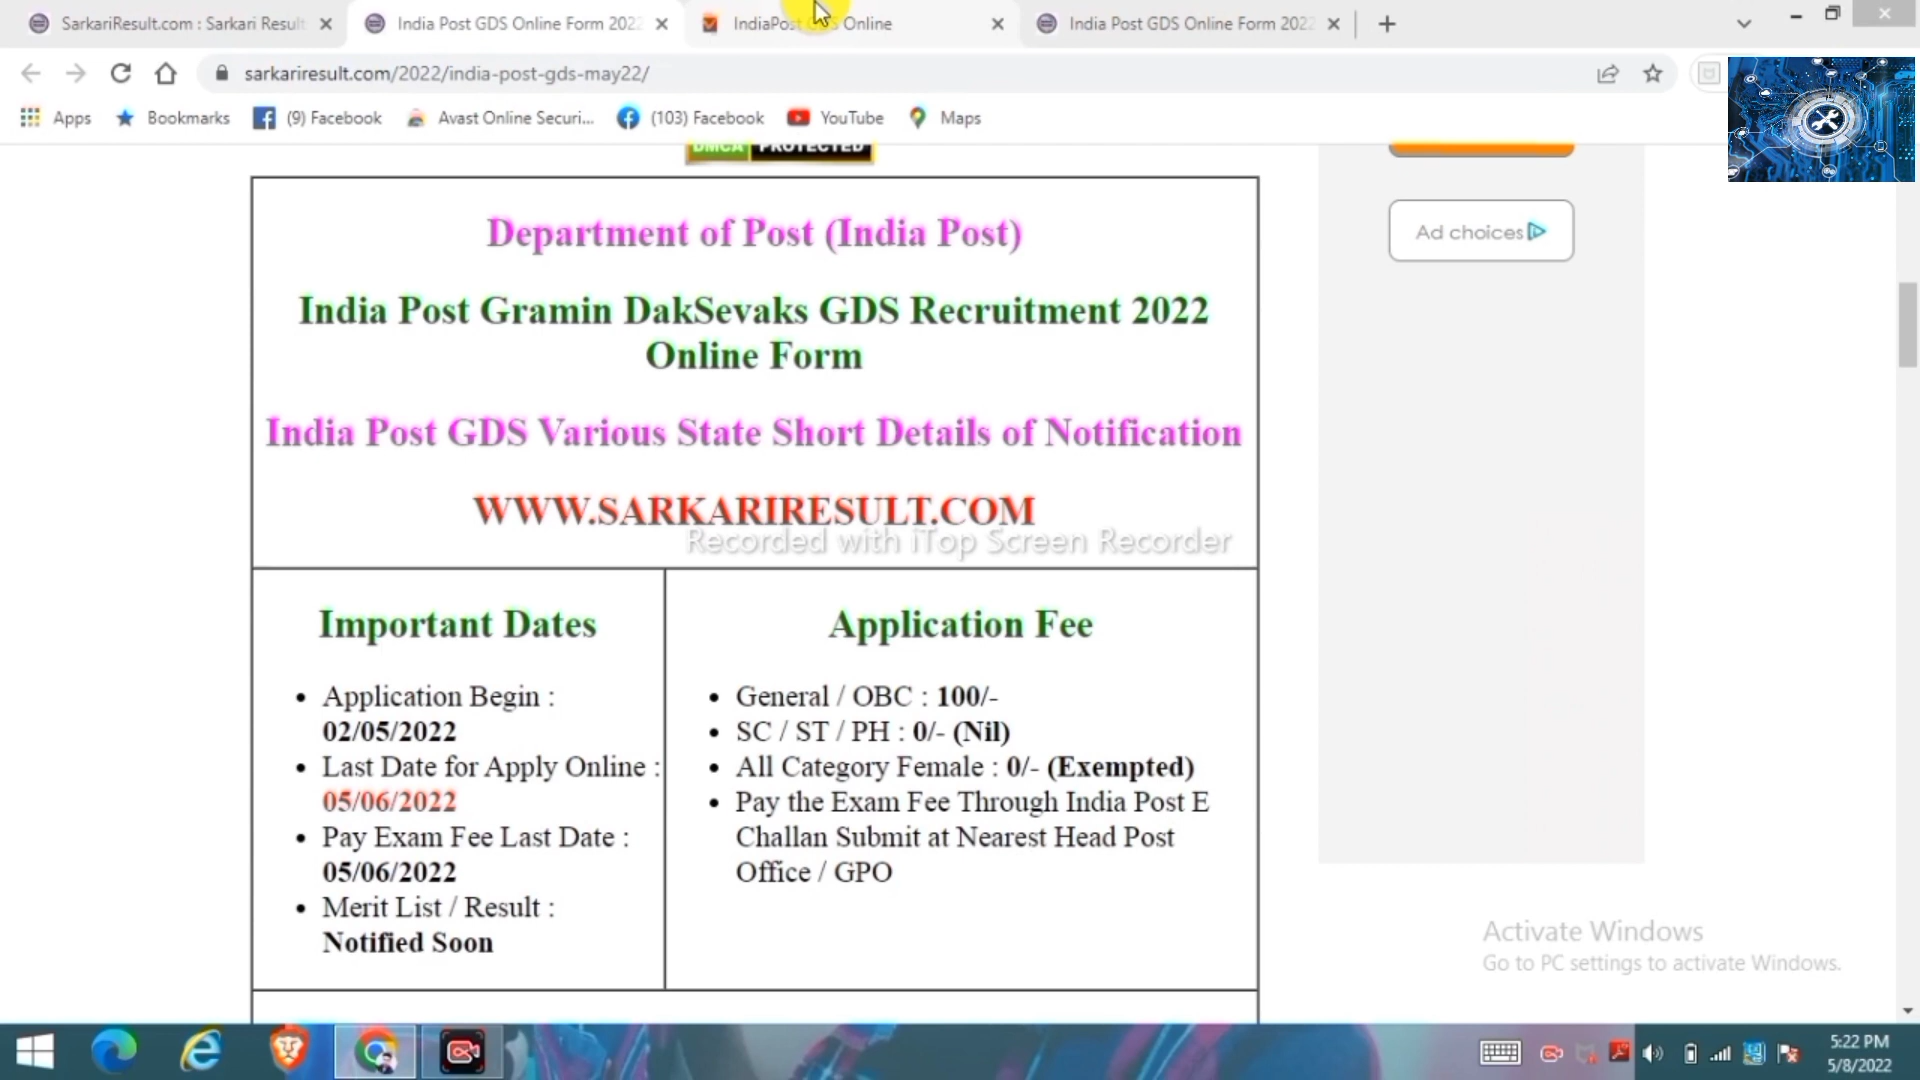 SarkariResult.com : Sarkari Result
India Post GDS Online Form 2022
IndiaPost GDS Online
India Post GDS Online Form 2022
sarkariresult.com/2022/india-post-gds-may22/
Apps
Bookmarks
(9) Facebook
Avast Online Securi...
(103) Facebook
YouTube
Maps
DMCA PROTECTED
Ad choices
Department of Post (India Post)
India Post Gramin DakSevaks GDS Recruitment 2022
Online Form
India Post GDS Various State Short Details of Notification
WWW.SARKARIRESULT.COM
Recorded with iTop Screen Recorder
Important Dates
Application Begin :
02/05/2022
Last Date for Apply Online :
05/06/2022
Pay Exam Fee Last Date :
05/06/2022
Merit List / Result :
Notified Soon
Application Fee
General / OBC : 100/-
SC / ST / PH : 0/- (Nil)
All Category Female : 0/- (Exempted)
Pay the Exam Fee Through India Post E
Challan Submit at Nearest Head Post
Office / GPO
Activate Windows
Go to PC settings to activate Windows.
5:22 PM
5/8/2022